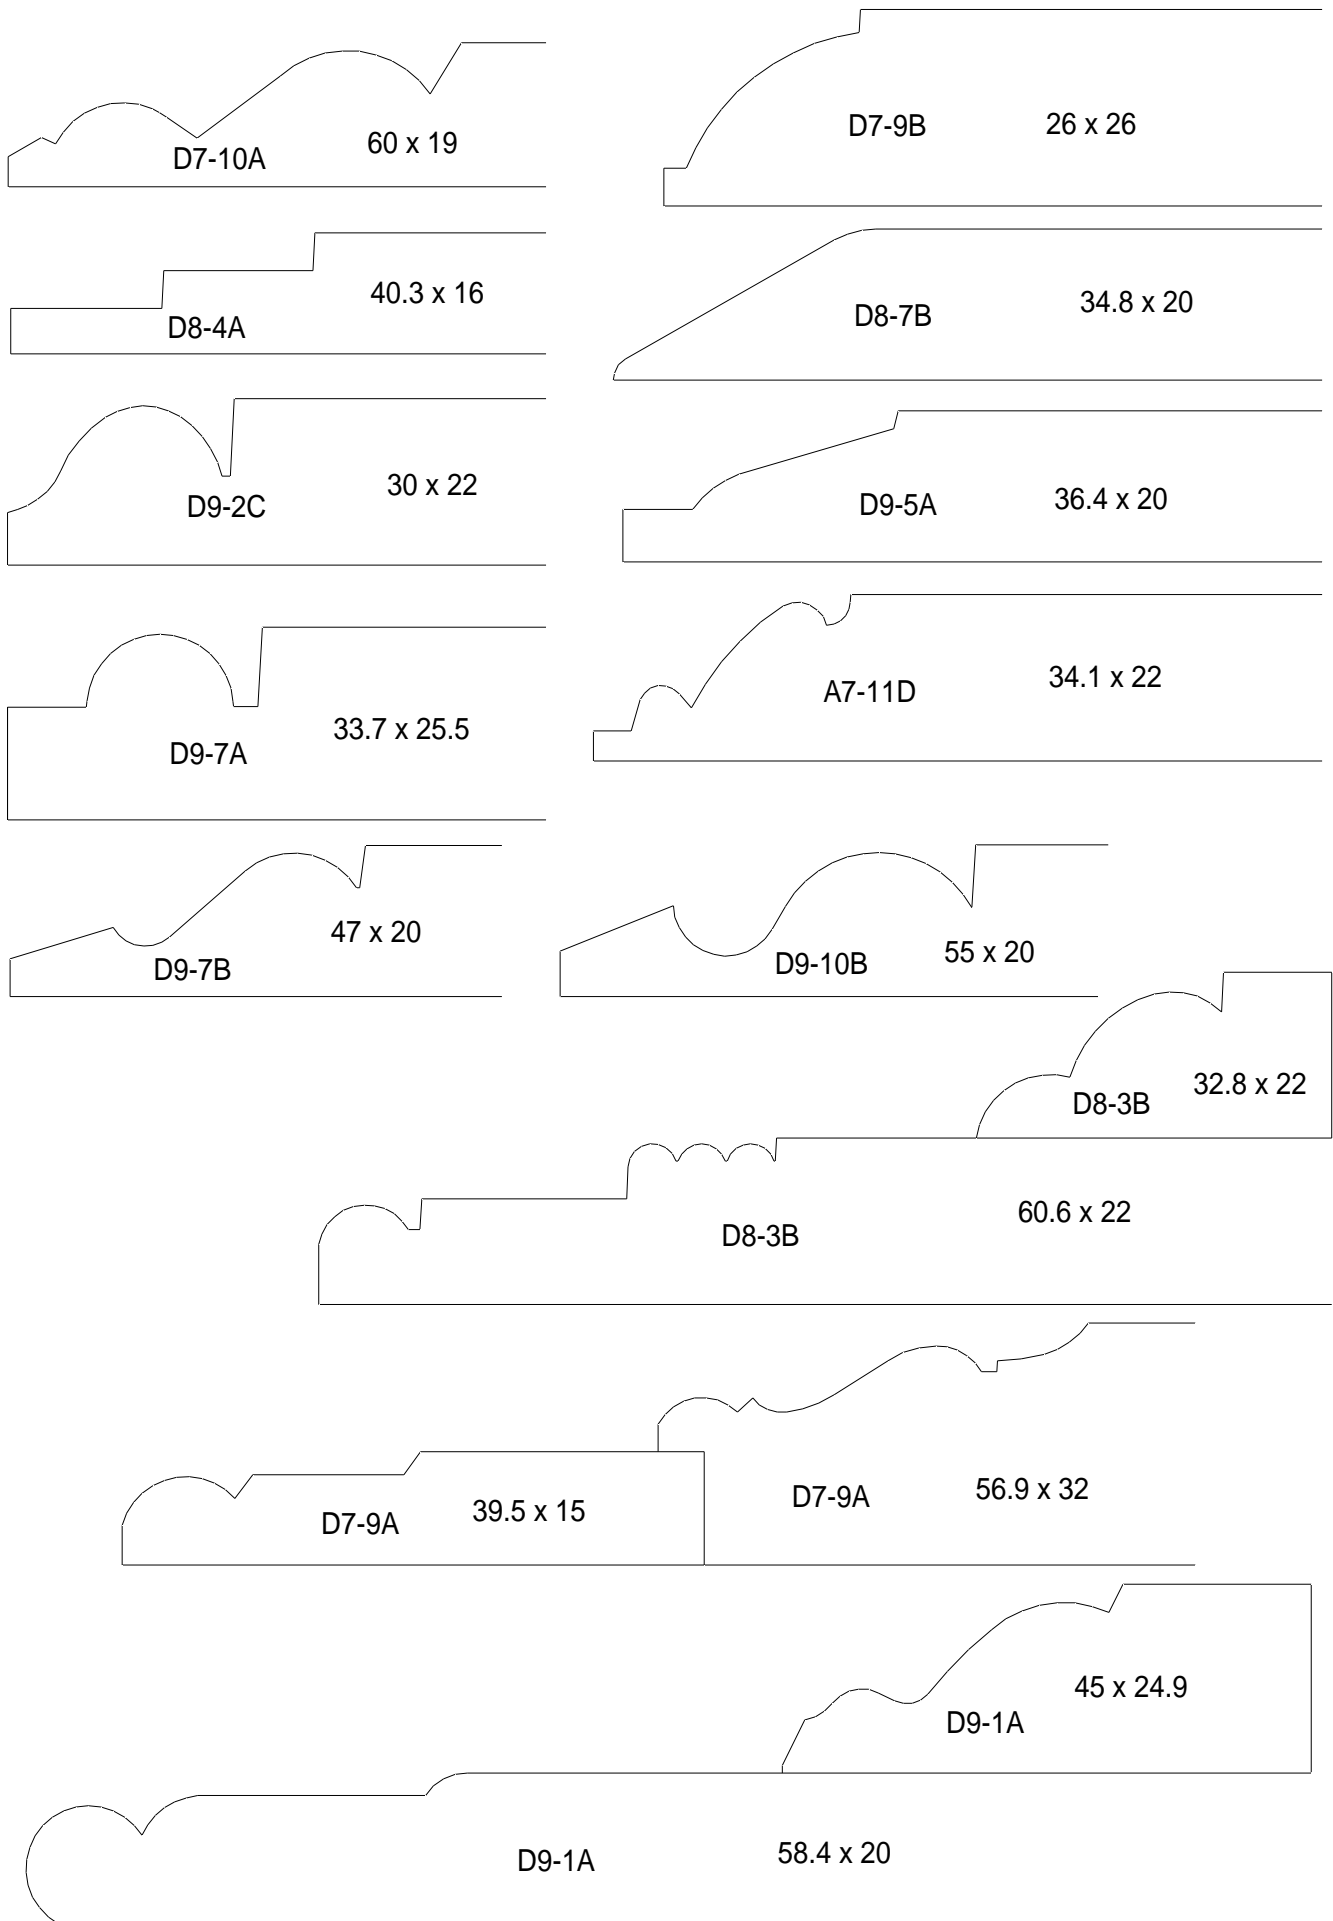 D7-10A
60 x 19
D7-9B
26 x 26
D8-4A
40.3 x 16
D8-7B
34.8 x 20
D9-2C
30 x 22
D9-5A
36.4 x 20
D9-7A
33.7 x 25.5
A7-11D
34.1 x 22
D9-7B
47 x 20
D9-10B
55 x 20
D8-3B
32.8 x 22
D8-3B
60.6 x 22
D7-9A
39.5 x 15
D7-9A
56.9 x 32
D9-1A
45 x 24.9
D9-1A
58.4 x 20